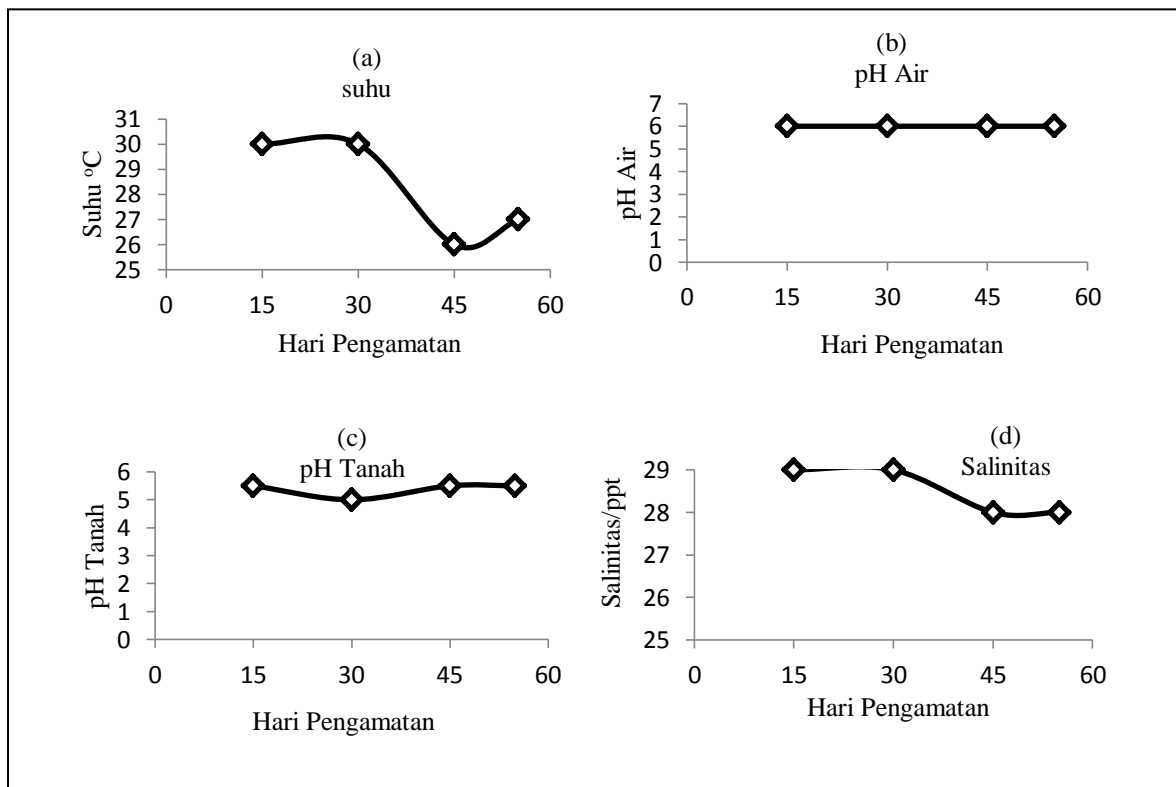 (a)
suhu
31
30
29
28
27
26
25
0 15 30 45 60
Suhu ᵒC
Hari Pengamatan
(b)
pH Air
7
6
5
4
3
2
1
0
0 15 30 45 60
pH Air
Hari Pengamatan
(c)
pH Tanah
6
5
4
3
2
1
0
0 15 30 45 60
pH Tanah
Hari Pengamatan
(d)
Salinitas
29
28
27
26
25
0 15 30 45 60
Salinitas/ppt
Hari Pengamatan